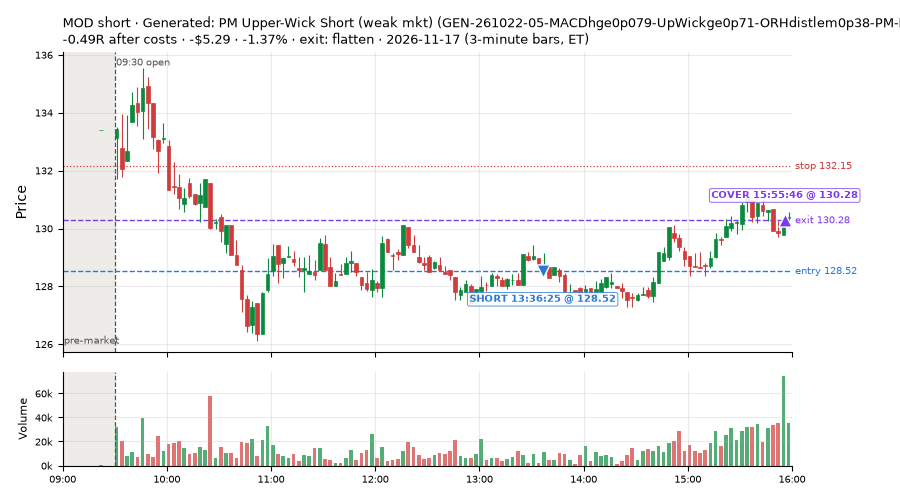 MOD short · Generated: PM Upper-Wick Short (weak mkt) (GEN-261022-05-MACDhge0p079-UpWickge0p71-ORHdistlem0p38-PM-
-0.49R after costs · -$5.29 · -1.37% · exit: flatten · 2026-11-17 (3-minute bars, ET)
136
09:30 open
134
132
stop 132.15
COVER 15:55:46 @ 130.28
130
exit 130.28
entry 128.52
128
SHORT 13:36:25 @ 128.52
126
pre-market
Price
60k
40k
20k
0k
Volume
09:00
10:00
11:00
12:00
13:00
14:00
15:00
16:00